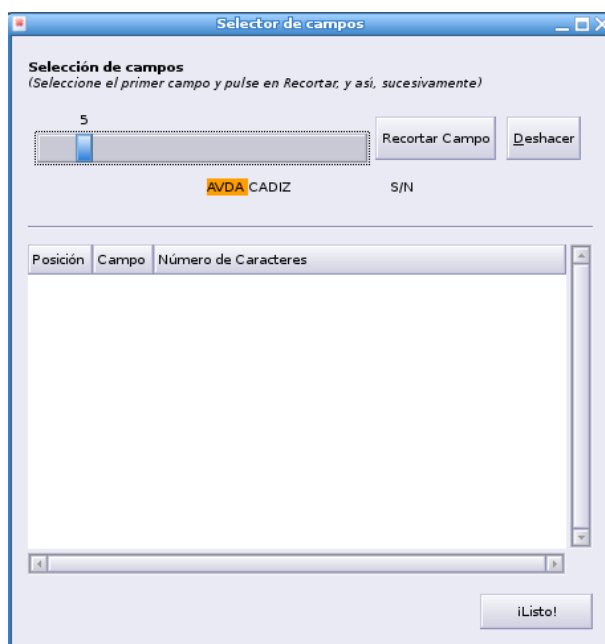 Selector de campos
Selección de campos
(Seleccione el primer campo y pulse en Recortar, y así, sucesivamente)
5
Recortar Campo Deshacer
AVDA CADIZ S/N
Posición Campo Número de Caracteres
¡Listo!